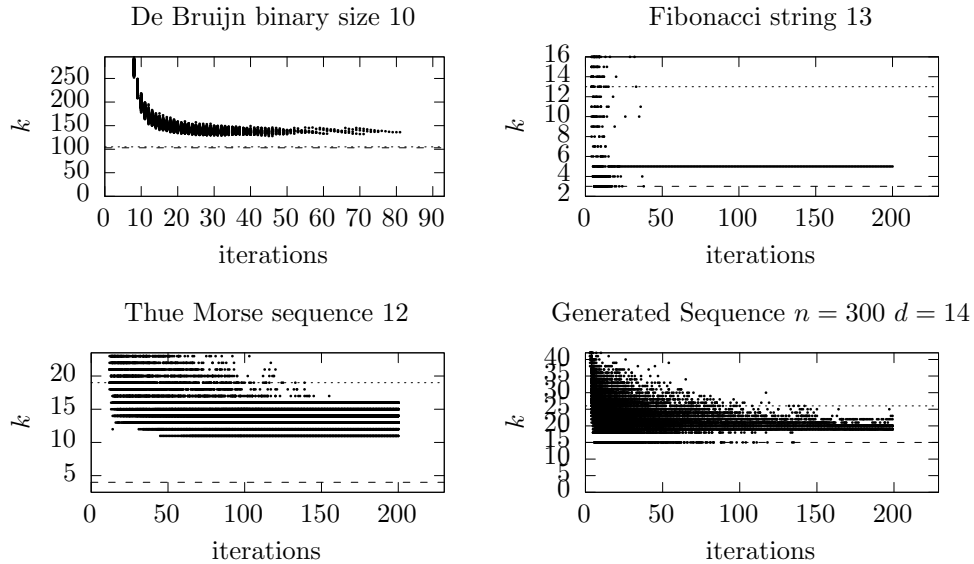 De Bruijn binary size 10
250
200
150
100
50
0
k
0 10 20 30 40 50 60 70 80 90
iterations
Fibonacci string 13
16
14
12
10
8
6
4
2
k
0 50 100 150 200
iterations
Thue Morse sequence 12
20
15
10
5
k
0 50 100 150 200
iterations
Generated Sequence n = 300 d = 14
40
35
30
25
20
15
10
5
0
k
0 50 100 150 200
iterations